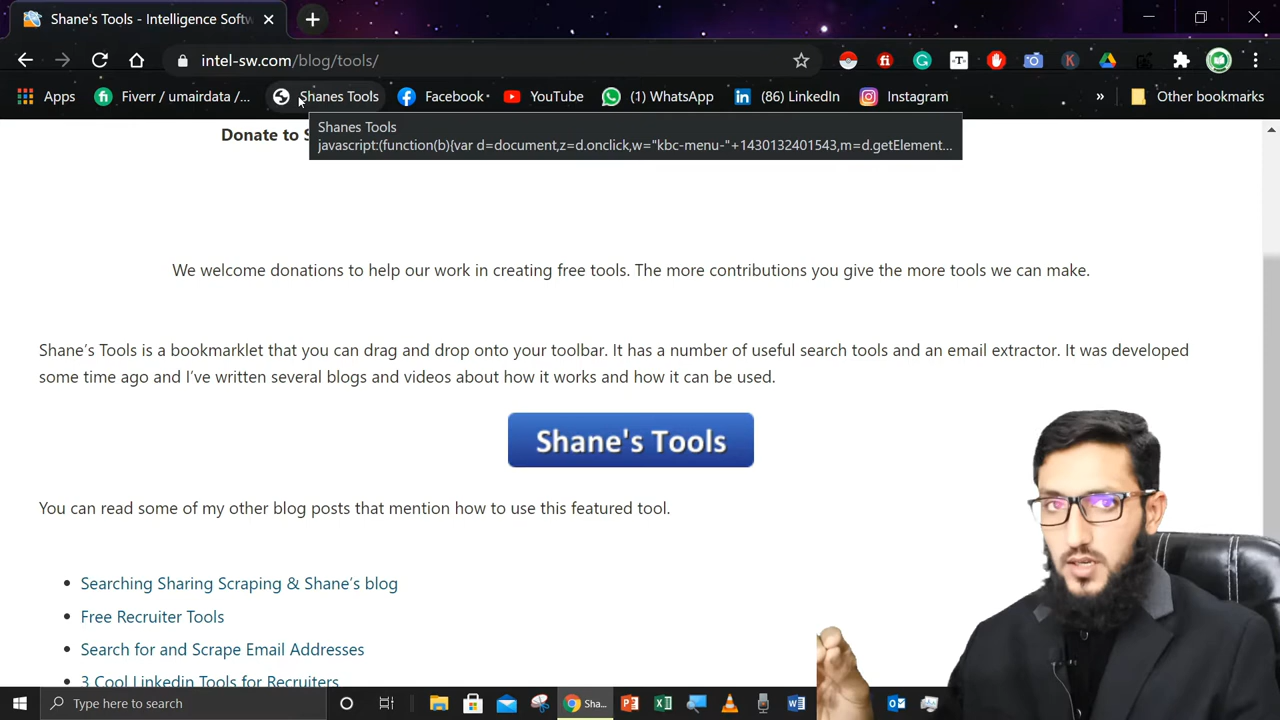 Shane's Tools - Intelligence Softw
intel-sw.com/blog/tools/
Apps
Fiverr / umairdata /...
Shanes Tools
Facebook
YouTube
(1) WhatsApp
(86) LinkedIn
Instagram
»
Other bookmarks
Donate to S
Shanes Tools
javascript:(function(b){var d=document,z=d.onclick,w="kbc-menu-"+1430132401543,m=d.getElement...
We welcome donations to help our work in creating free tools. The more contributions you give the more tools we can make.
Shane's Tools is a bookmarklet that you can drag and drop onto your toolbar. It has a number of useful search tools and an email extractor. It was developed
some time ago and I've written several blogs and videos about how it works and how it can be used.
Shane's Tools
You can read some of my other blog posts that mention how to use this featured tool.
Searching Sharing Scraping & Shane's blog
Free Recruiter Tools
Search for and Scrape Email Addresses
3 Cool Linkedin Tools for Recruiters
Type here to search
Sha...